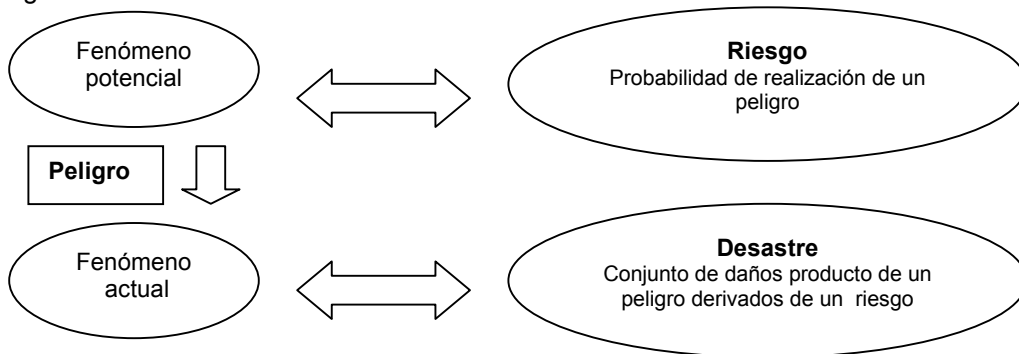 Fenómeno
potencial
Riesgo
Probabilidad de realización de un
peligro
Peligro
Fenómeno
actual
Desastre
Conjunto de daños producto de un
peligro derivados de un riesgo